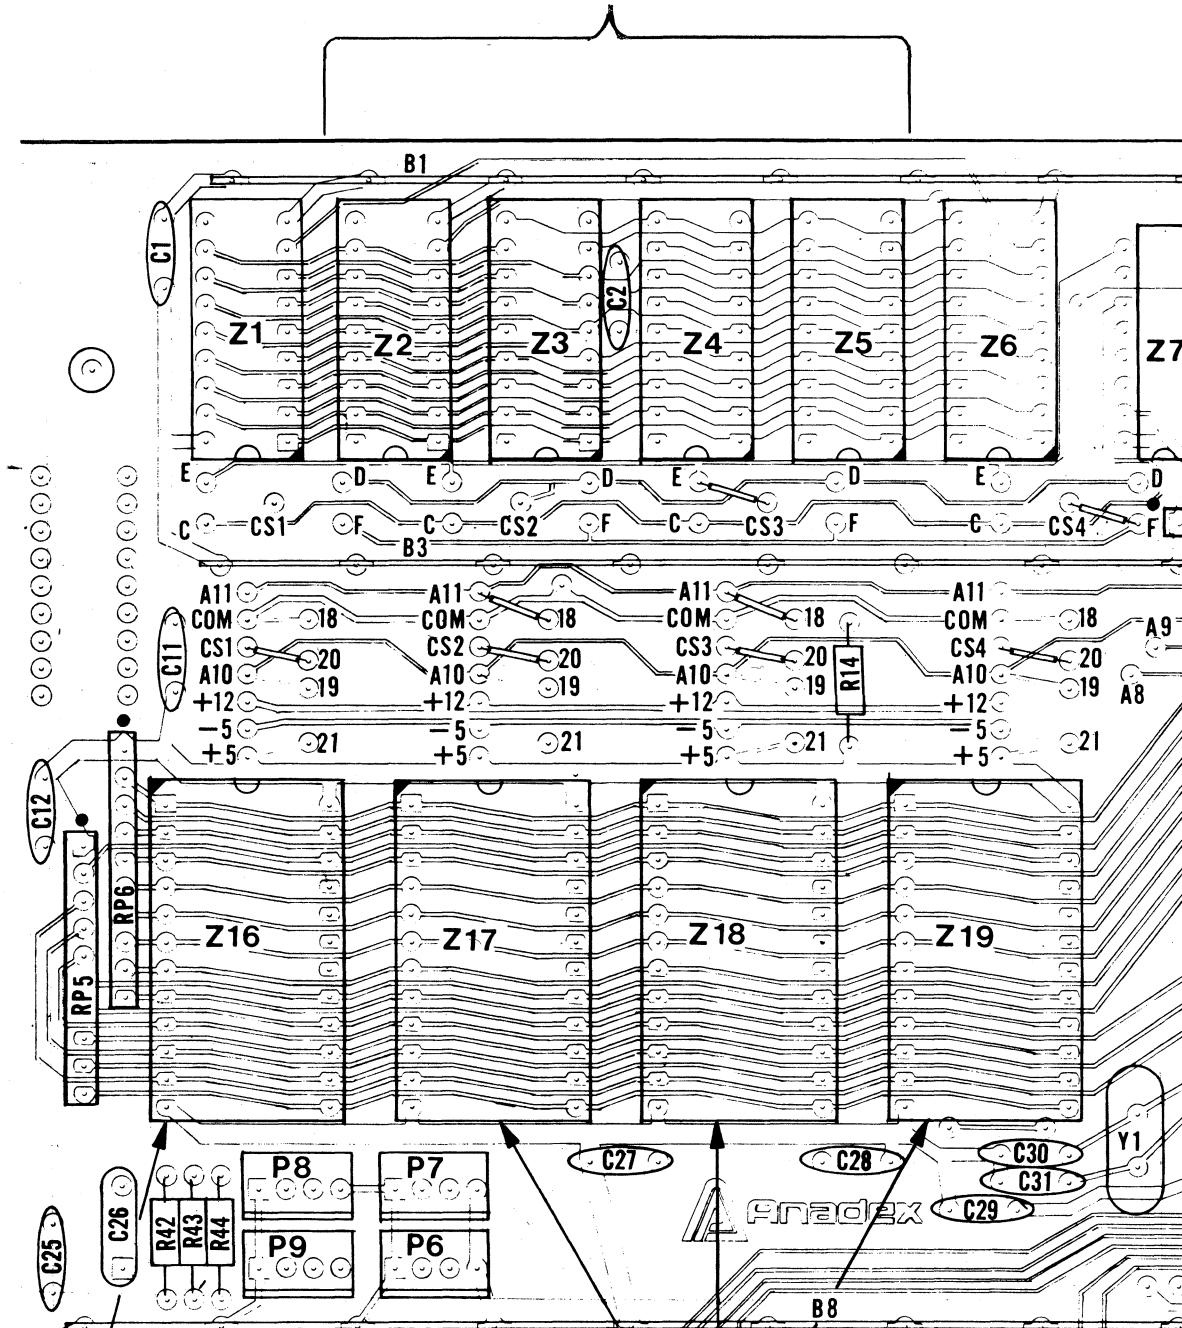 B1
C1
C2
Z1 Z2 Z3 Z4 Z5 Z6 Z7
E D E D E D E D
CS1 CS2 CS3 CS4
C F C F C F C F
B3
A11 A11 A11 A11
COM 18 COM 18 COM 18 COM 18
CS1 20 CS2 20 CS3 20 CS4 20
A9
A10 19 A10 19 A10 19 A10 19
A8
+12 +12 +12 +12
–5 21 –5 21 –5 21 –5 21
+5 +5 +5 +5
C11
R14
C12
RP6
RP5
Z16 Z17 Z18 Z19
C27 C28 C30
C31
C29
Y1
P8 P7
P9 P6
C26
R42
R43
R44
C25
Anadex
B8